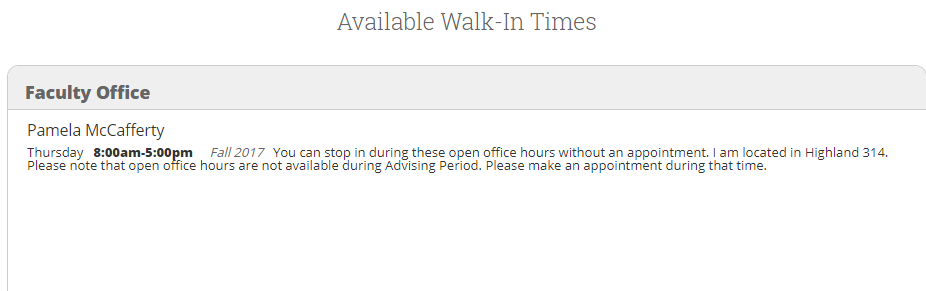 Available Walk-In Times
Faculty Office
Pamela McCafferty
Thursday 8:00am-5:00pm Fall 2017 You can stop in during these open office hours without an appointment. I am located in Highland 314.
Please note that open office hours are not available during Advising Period. Please make an appointment during that time.